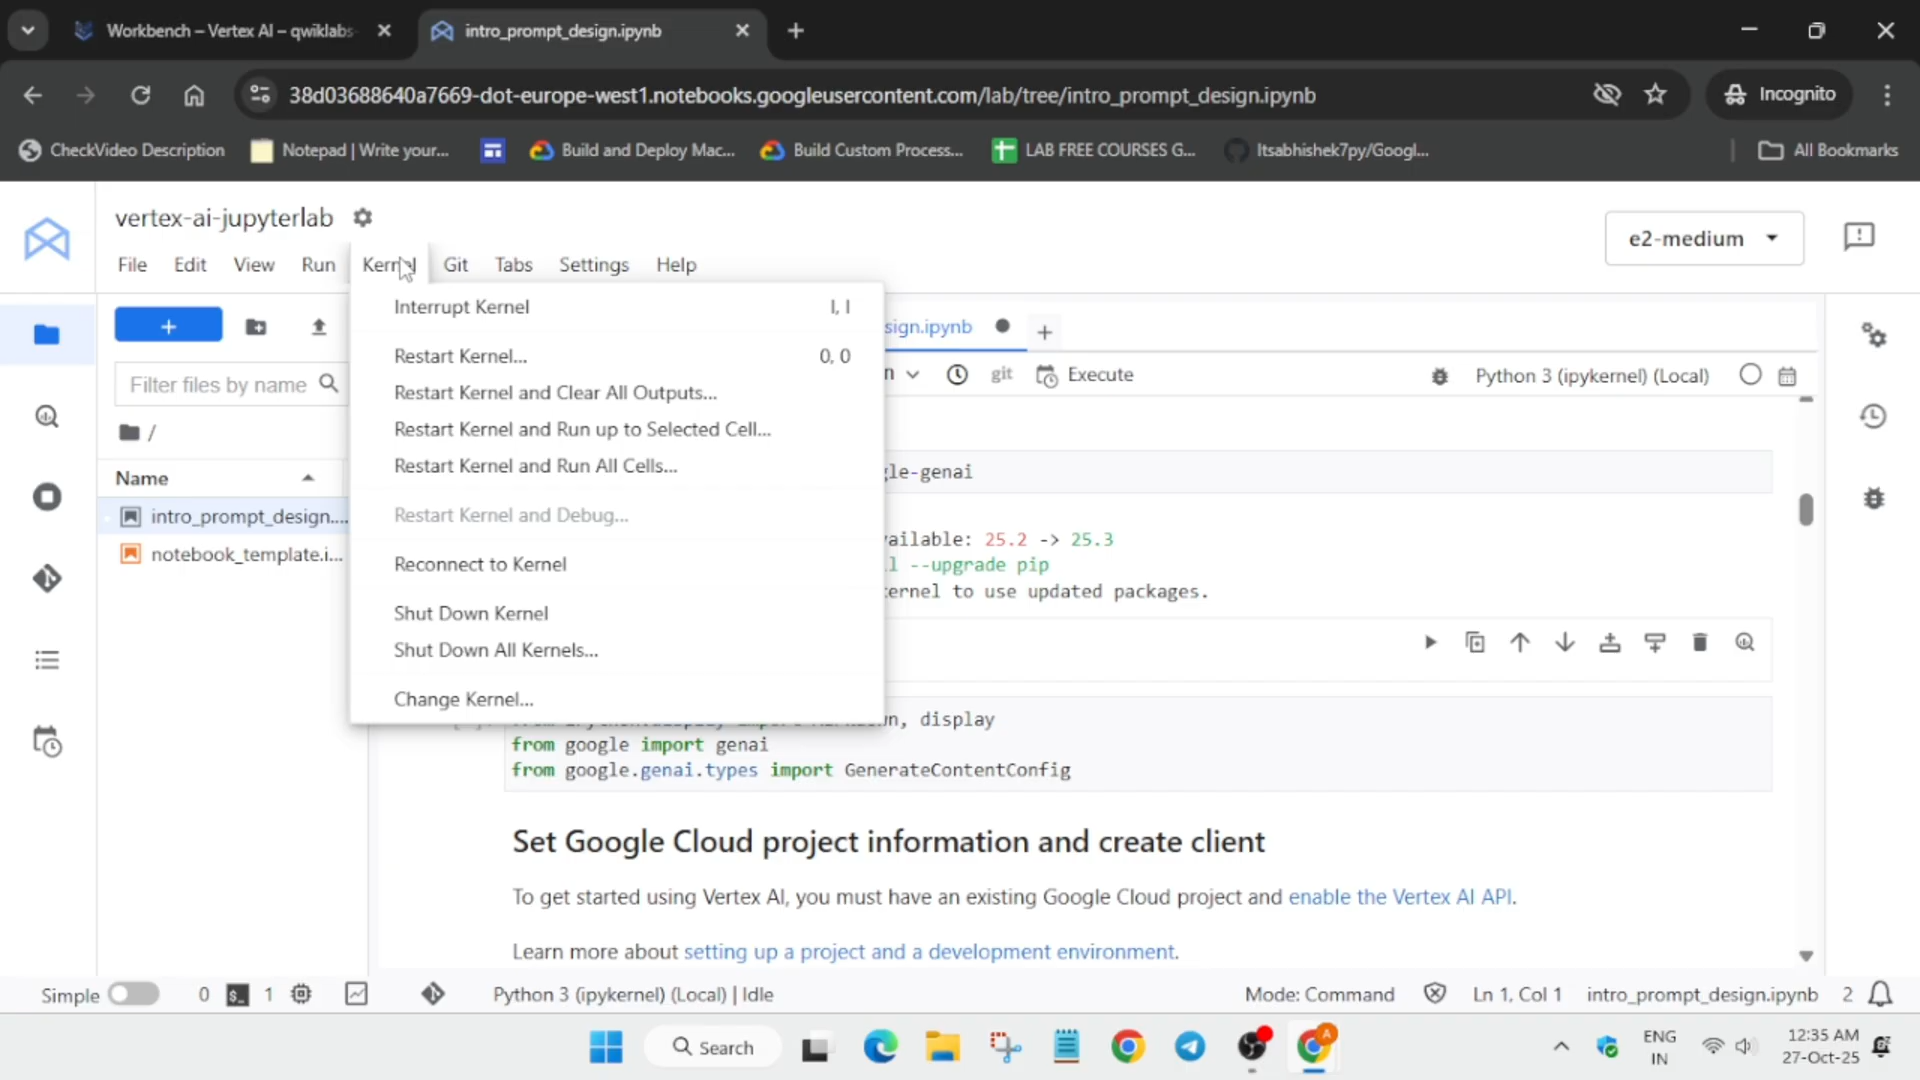 Workbench – Vertex AI – qwiklabs-
intro_prompt_design.ipynb
38d03688640a7669-dot-europe-west1.notebooks.googleusercontent.com/lab/tree/intro_prompt_design.ipynb
Incognito
CheckVideo Description
Notepad | Write your...
Build and Deploy Mac...
Build Custom Process...
LAB FREE COURSES G...
Itsabhishek7py/Googl...
All Bookmarks
vertex-ai-jupyterlab
e2-medium
File Edit View Run Kernel Git Tabs Settings Help
Interrupt Kernel I, I
Restart Kernel... 0, 0
Restart Kernel and Clear All Outputs...
Restart Kernel and Run up to Selected Cell...
Restart Kernel and Run All Cells...
Restart Kernel and Debug...
Reconnect to Kernel
Shut Down Kernel
Shut Down All Kernels...
Change Kernel...
Filter files by name
/
Name
intro_prompt_design....
notebook_template.i...
sign.ipynb
n
git
Execute
Python 3 (ipykernel) (Local)
gle-genai
ailable: 25.2 -> 25.3
l --upgrade pip
ernel to use updated packages.
n, display
from google import genai
from google.genai.types import GenerateContentConfig
Set Google Cloud project information and create client
To get started using Vertex AI, you must have an existing Google Cloud project and enable the Vertex AI API.
Learn more about setting up a project and a development environment.
Simple 0 $_ 1
Python 3 (ipykernel) (Local) | Idle
Mode: Command
Ln 1, Col 1
intro_prompt_design.ipynb
2
Search
A
ENG
IN
12:35 AM
27-Oct-25